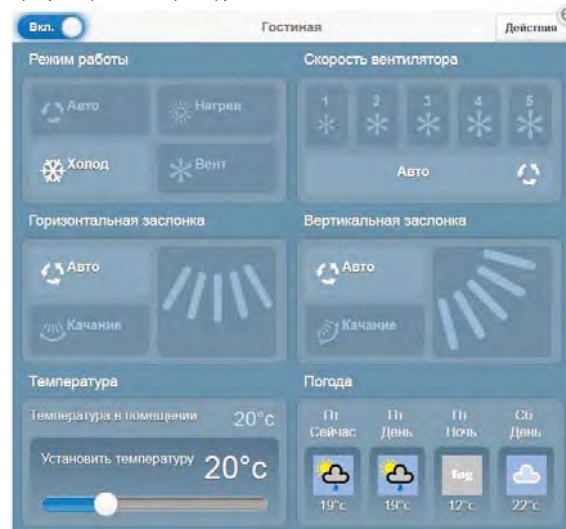 Вкл.
Гостиная
Действия
Режим работы
Авто
Нагрев
Холод
Вент
Скорость вентилятора
1 2 3 4 5
Авто
Горизонтальная заслонка
Авто
Качание
Вертикальная заслонка
Авто
Качание
Температура
Температура в помещении 20°c
Установить температуру 20°c
Погода
Пт Пт Пт Сб
Сейчас День Ночь День
fog
19°c 19°c 12°c 22°c